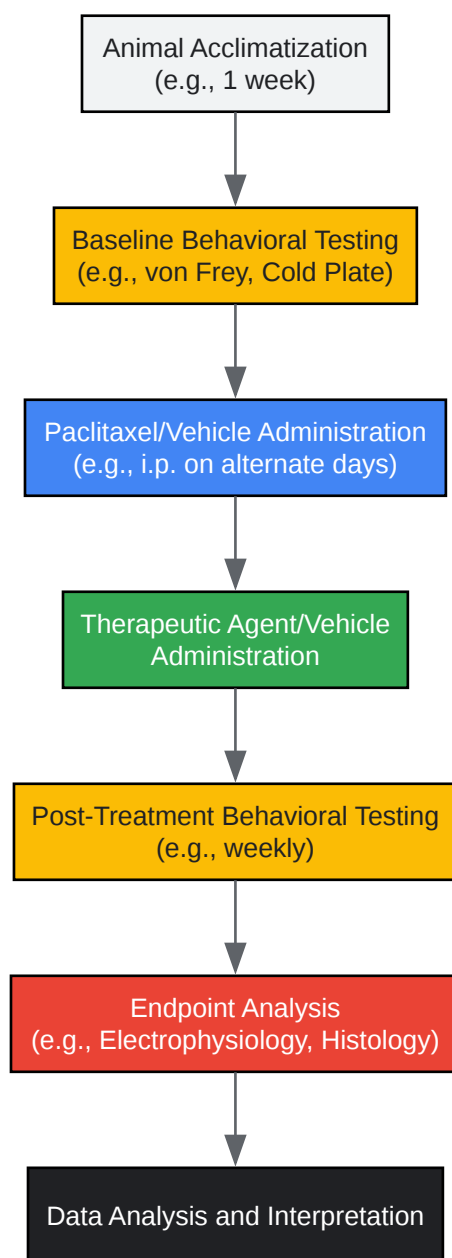 Animal Acclimatization
(e.g., 1 week)
Baseline Behavioral Testing
(e.g., von Frey, Cold Plate)
Paclitaxel/Vehicle Administration
(e.g., i.p. on alternate days)
Therapeutic Agent/Vehicle
Administration
Post-Treatment Behavioral Testing
(e.g., weekly)
Endpoint Analysis
(e.g., Electrophysiology, Histology)
Data Analysis and Interpretation